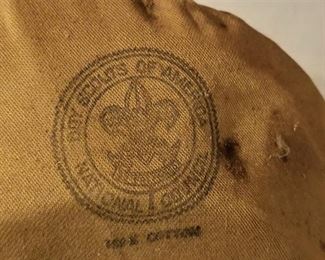 BOY SCOUTS OF AMERICA
NATIONAL COUNCIL
100% COTTON